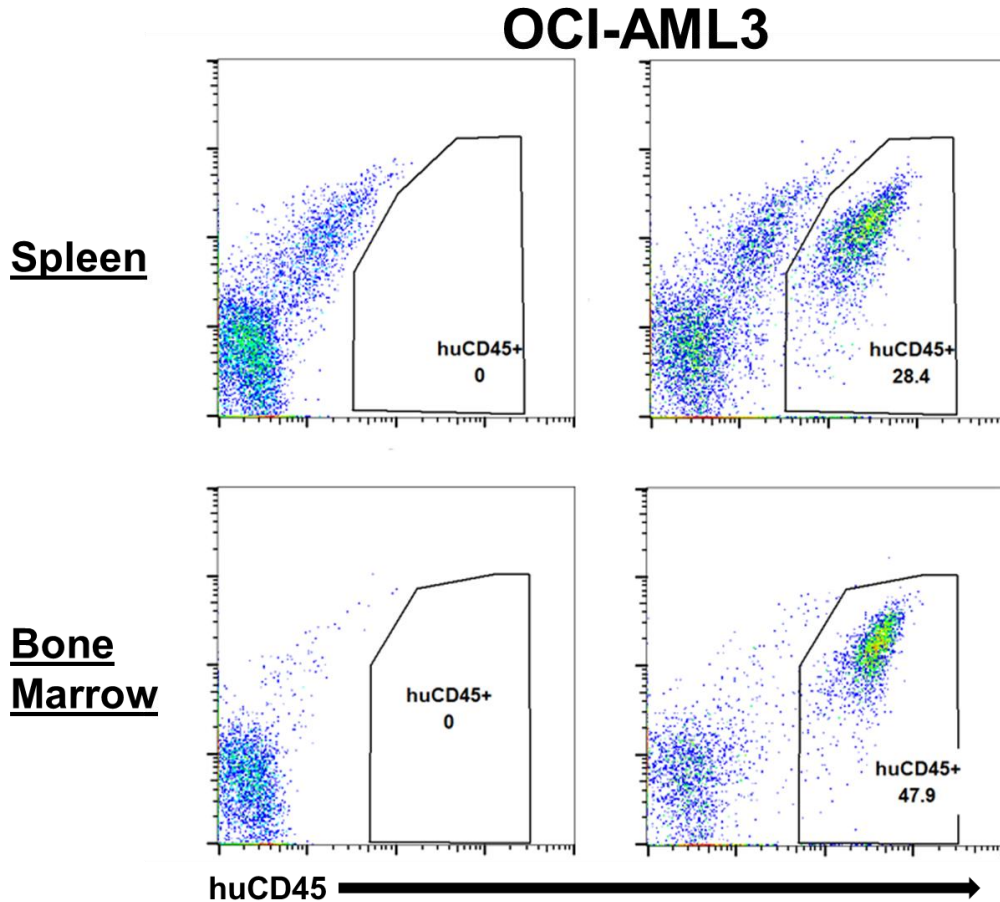 OCI-AML3
Spleen
huCD45+
0
huCD45+
28.4
Bone
Marrow
huCD45+
0
huCD45+
47.9
huCD45